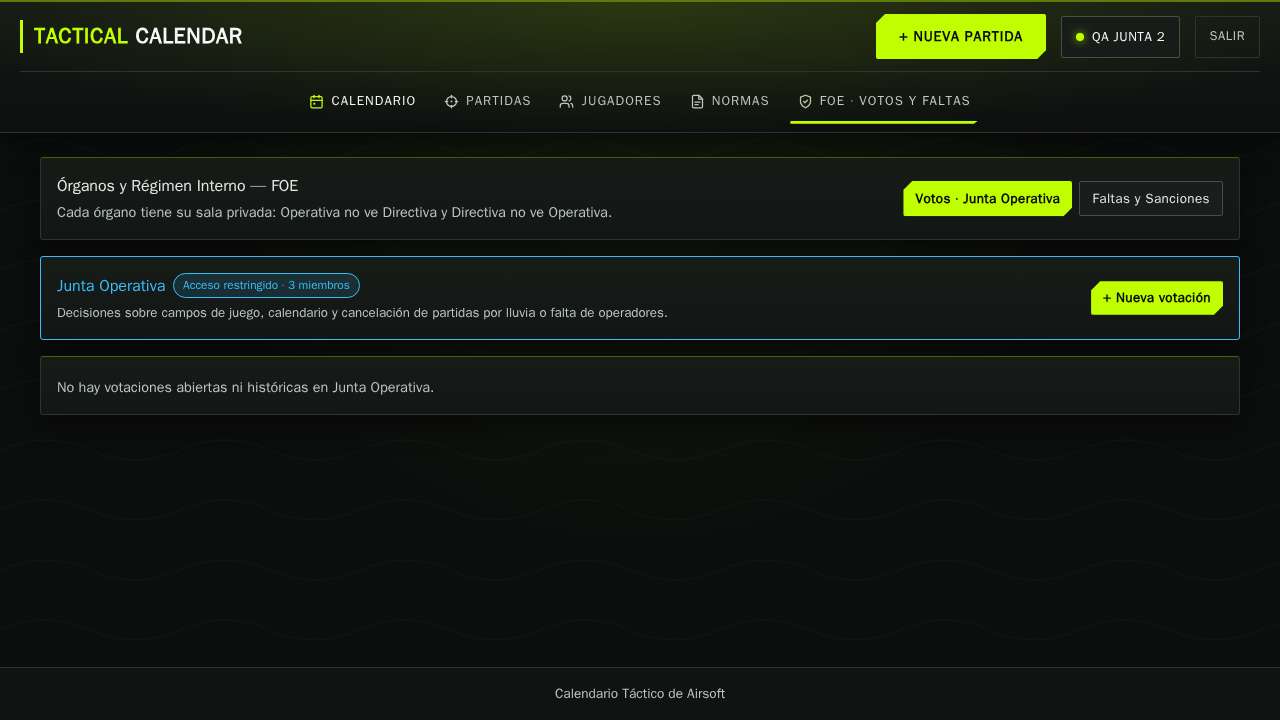 TACTICAL CALENDAR
+ NUEVA PARTIDA
QA JUNTA 2
SALIR
CALENDARIO
PARTIDAS
JUGADORES
NORMAS
FOE · VOTOS Y FALTAS
Órganos y Régimen Interno — FOE
Cada órgano tiene su sala privada: Operativa no ve Directiva y Directiva no ve Operativa.
Votos · Junta Operativa
Faltas y Sanciones
Junta Operativa
Acceso restringido · 3 miembros
Decisiones sobre campos de juego, calendario y cancelación de partidas por lluvia o falta de operadores.
+ Nueva votación
No hay votaciones abiertas ni históricas en Junta Operativa.
Calendario Táctico de Airsoft